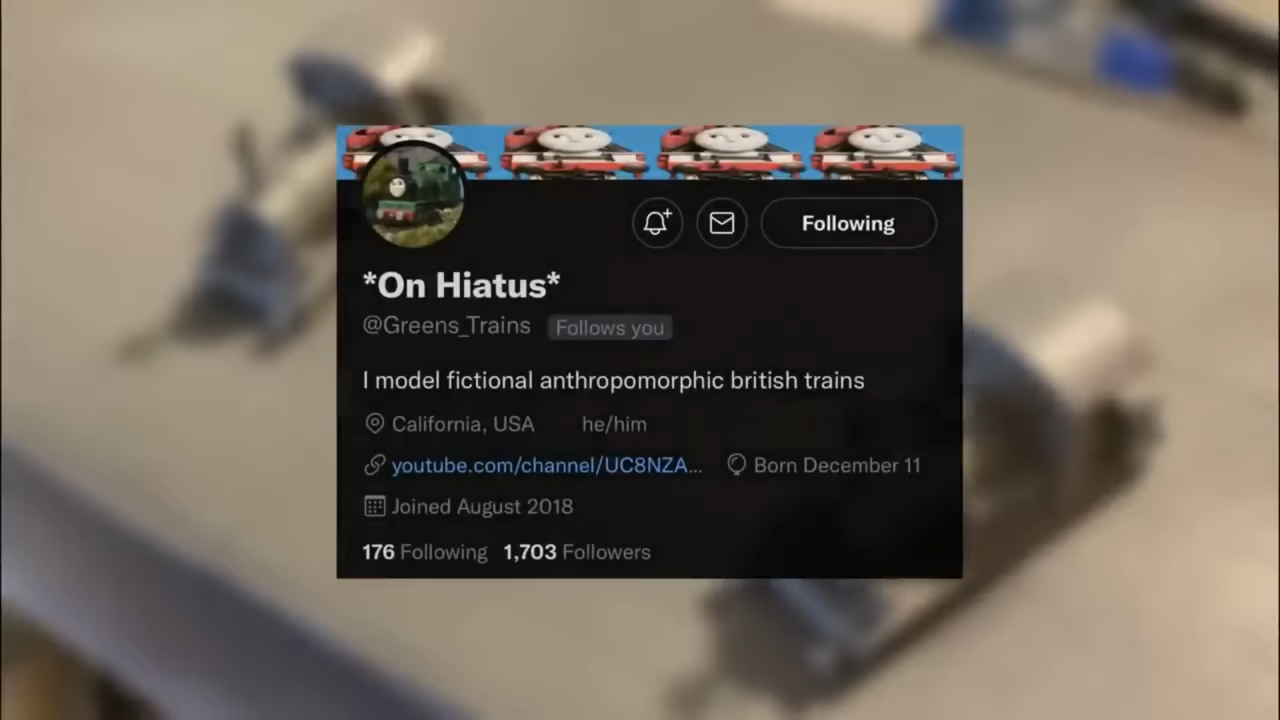 Following
*On Hiatus*
@Greens_Trains Follows you
I model fictional anthropomorphic british trains
California, USA he/him
youtube.com/channel/UC8NZA... Born December 11
Joined August 2018
176 Following 1,703 Followers